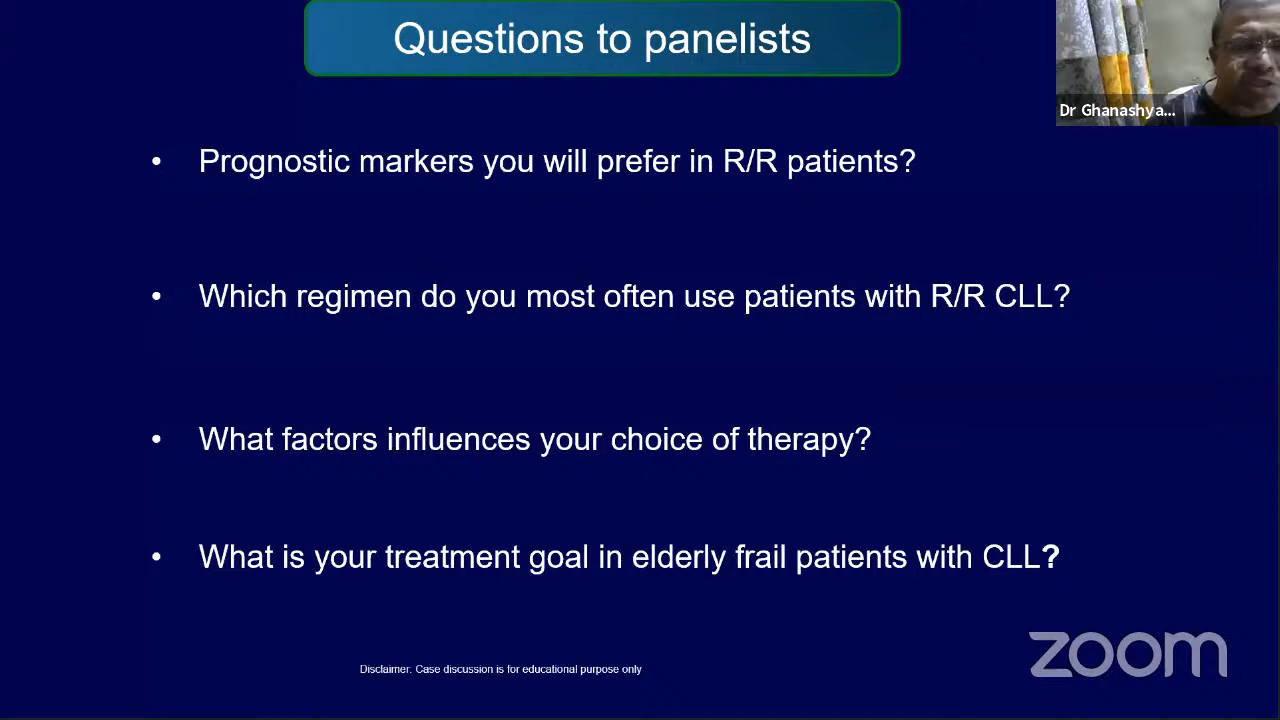 Questions to panelists
Dr Ghanashya...
• Prognostic markers you will prefer in R/R patients?
• Which regimen do you most often use patients with R/R CLL?
• What factors influences your choice of therapy?
• What is your treatment goal in elderly frail patients with CLL?
Disclaimer: Case discussion is for educational purpose only
zoom